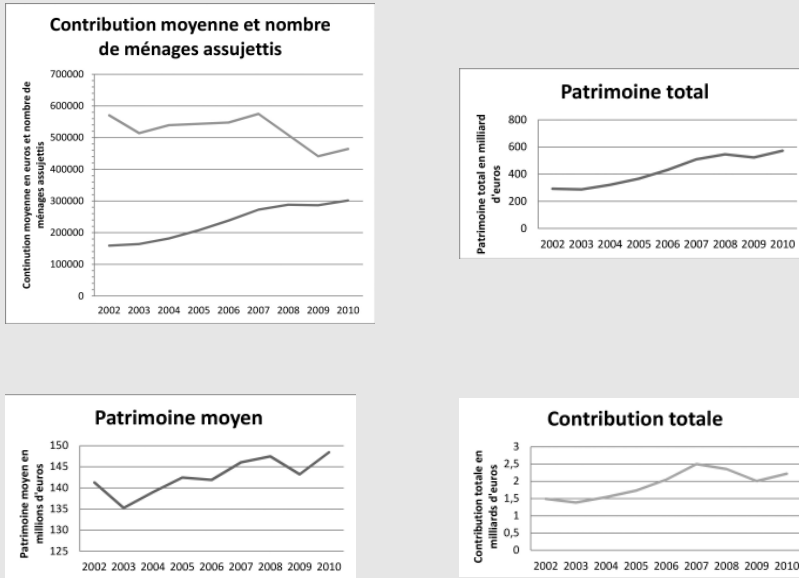 Contribution moyenne et nombre
de ménages assujettis
Continution moyenne en euros et nombre de
ménages assujettis
700000
600000
500000
400000
300000
200000
100000
0
2002 2003 2004 2005 2006 2007 2008 2009 2010
Patrimoine total
Patrimoine total en milliard
d'euros
800
600
400
200
0
2002 2003 2004 2005 2006 2007 2008 2009 2010
Patrimoine moyen
Patrimoine moyen en
millions d'euros
150
145
140
135
130
125
2002 2003 2004 2005 2006 2007 2008 2009 2010
Contribution totale
Contribution totale en
milliards d'euros
3
2,5
2
1,5
1
0,5
0
2002 2003 2004 2005 2006 2007 2008 2009 2010